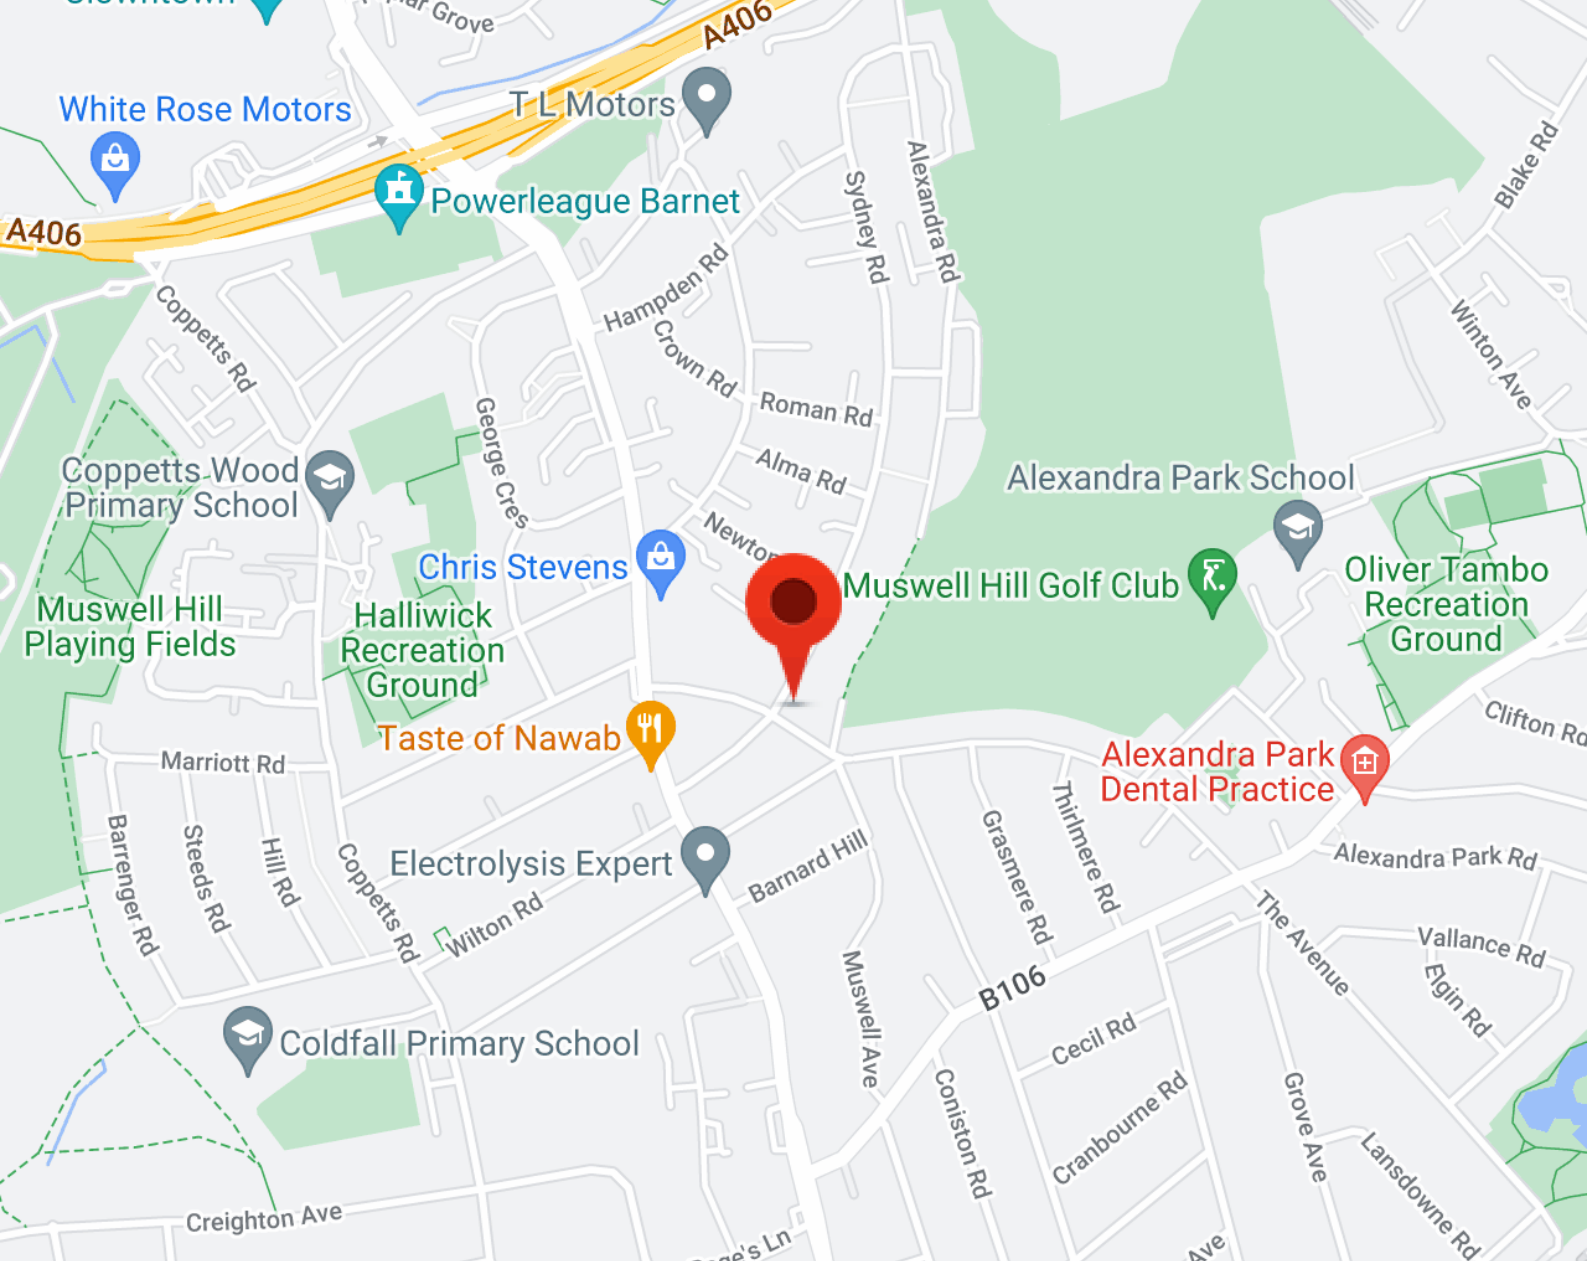 Grove
A406
T L Motors
White Rose Motors
Blake Rd
Alexandra Rd
Sydney Rd
Powerleague Barnet
A406
Hampden Rd
Coppetts Rd
Winton Ave
Crown Rd
Roman Rd
George Cres
Alma Rd
Coppetts Wood
Primary School
Alexandra Park School
Newton
Chris Stevens
Muswell Hill Golf Club
Oliver Tambo
Recreation
Ground
Muswell Hill
Playing Fields
Halliwick
Recreation
Ground
Clifton Rd
Taste of Nawab
Marriott Rd
Alexandra Park
Dental Practice
Thirlmere Rd
Grasmere Rd
Barrenger Rd
Steeds Rd
Hill Rd
Coppetts Rd
Electrolysis Expert
Barnard Hill
Alexandra Park Rd
Wilton Rd
The Avenue
Vallance Rd
Elgin Rd
Muswell Ave
B106
Coldfall Primary School
Cecil Rd
Coniston Rd
Cranbourne Rd
Grove Ave
Lansdowne Rd
Creighton Ave
Ln
Ave